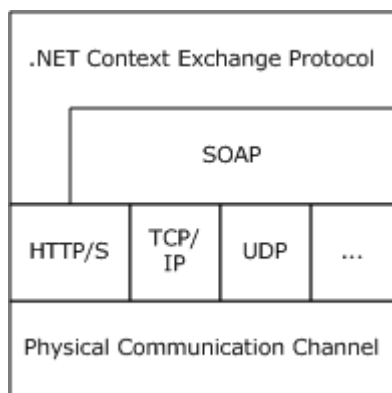 .NET Context Exchange Protocol
SOAP
HTTP/S
TCP/
IP
UDP
...
Physical Communication Channel